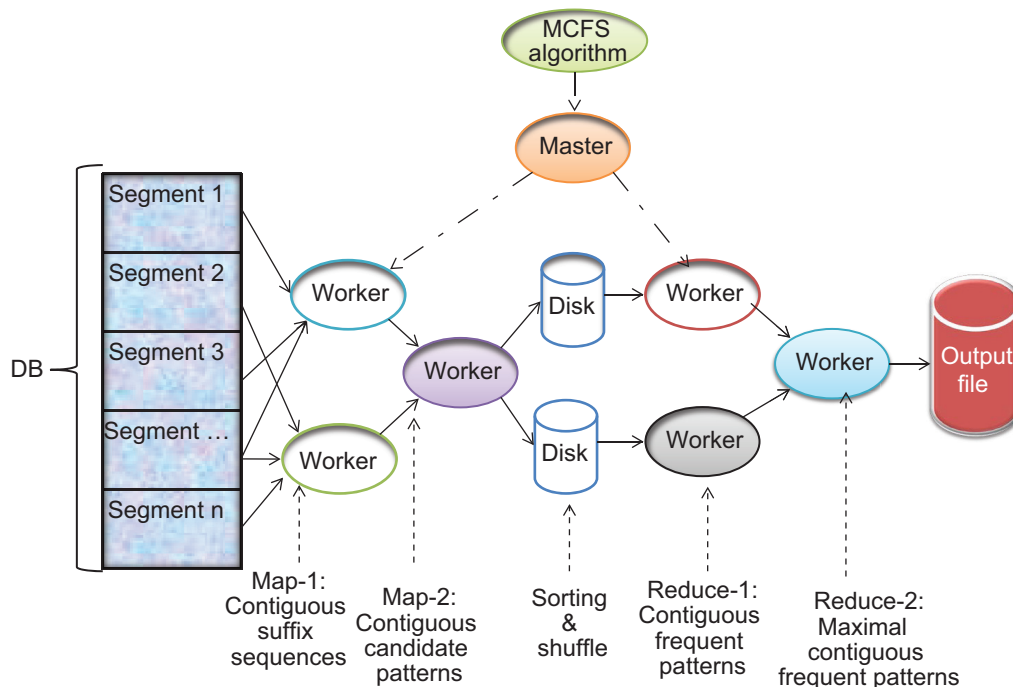 MCFS
algorithm
Master
DB
Segment 1
Segment 2
Segment 3
Segment …
Segment n
Worker
Worker
Worker
Disk
Disk
Worker
Worker
Worker
Output
file
Map-1:
Contiguous
suffix
sequences
Map-2:
Contiguous
candidate
patterns
Sorting
&
shuffle
Reduce-1:
Contiguous
frequent
patterns
Reduce-2:
Maximal
contiguous
frequent patterns